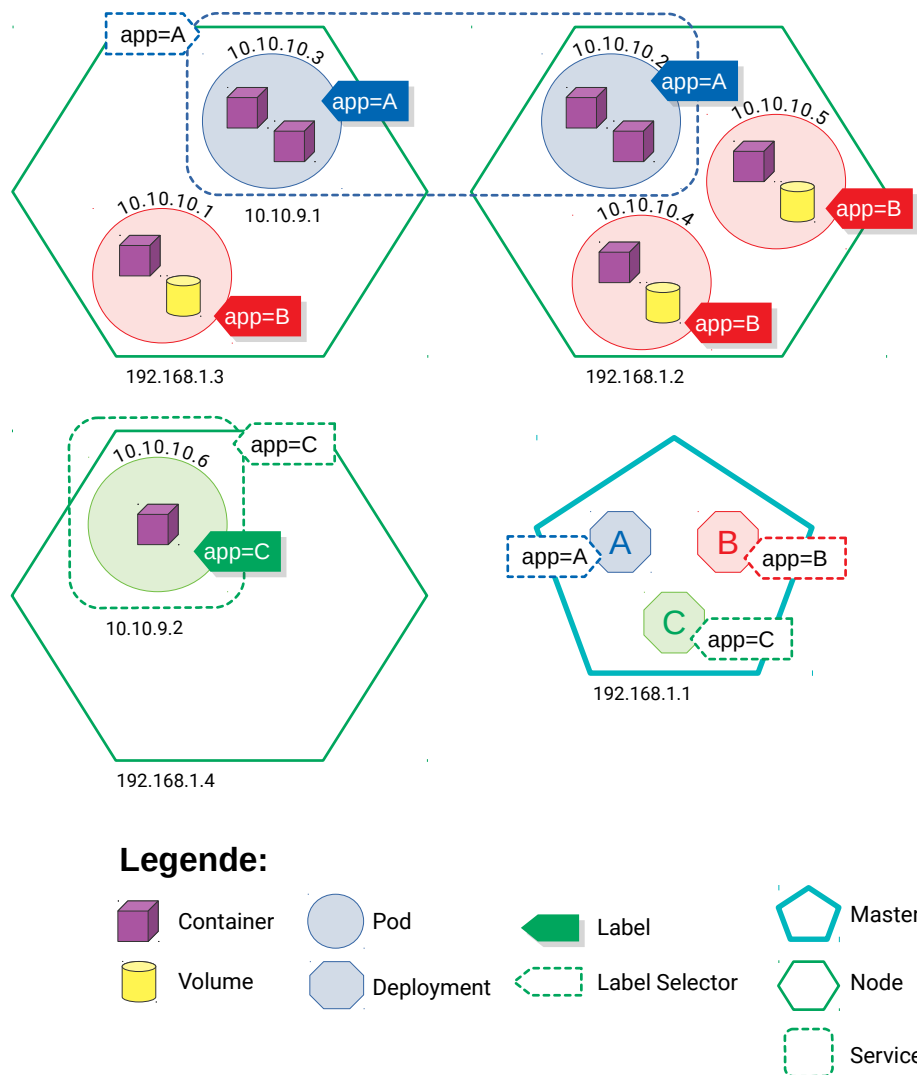 app=A
10.10.10.3
app=A
10.10.9.1
10.10.10.1
app=B
192.168.1.3
10.10.10.2
app=A
10.10.10.5
app=B
10.10.10.4
app=B
192.168.1.2
app=C
10.10.10.6
app=C
10.10.9.2
192.168.1.4
A
app=A
B
app=B
C
app=C
192.168.1.1
Legende:
Container
Pod
Label
Master
Volume
Deployment
Label Selector
Node
Service